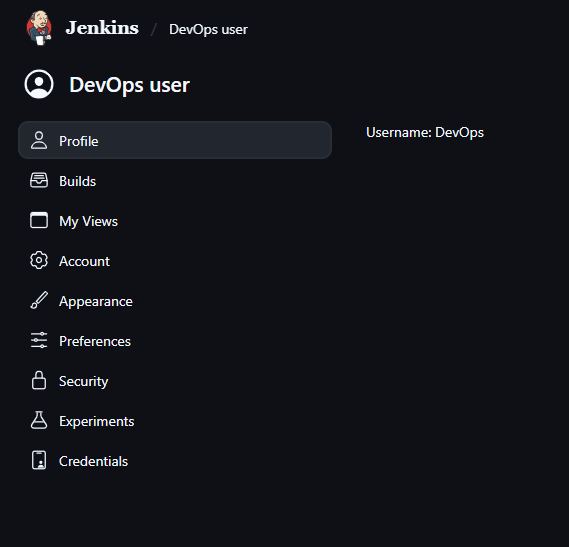 Jenkins / DevOps user
DevOps user
Profile
Username: DevOps
Builds
My Views
Account
Appearance
Preferences
Security
Experiments
Credentials